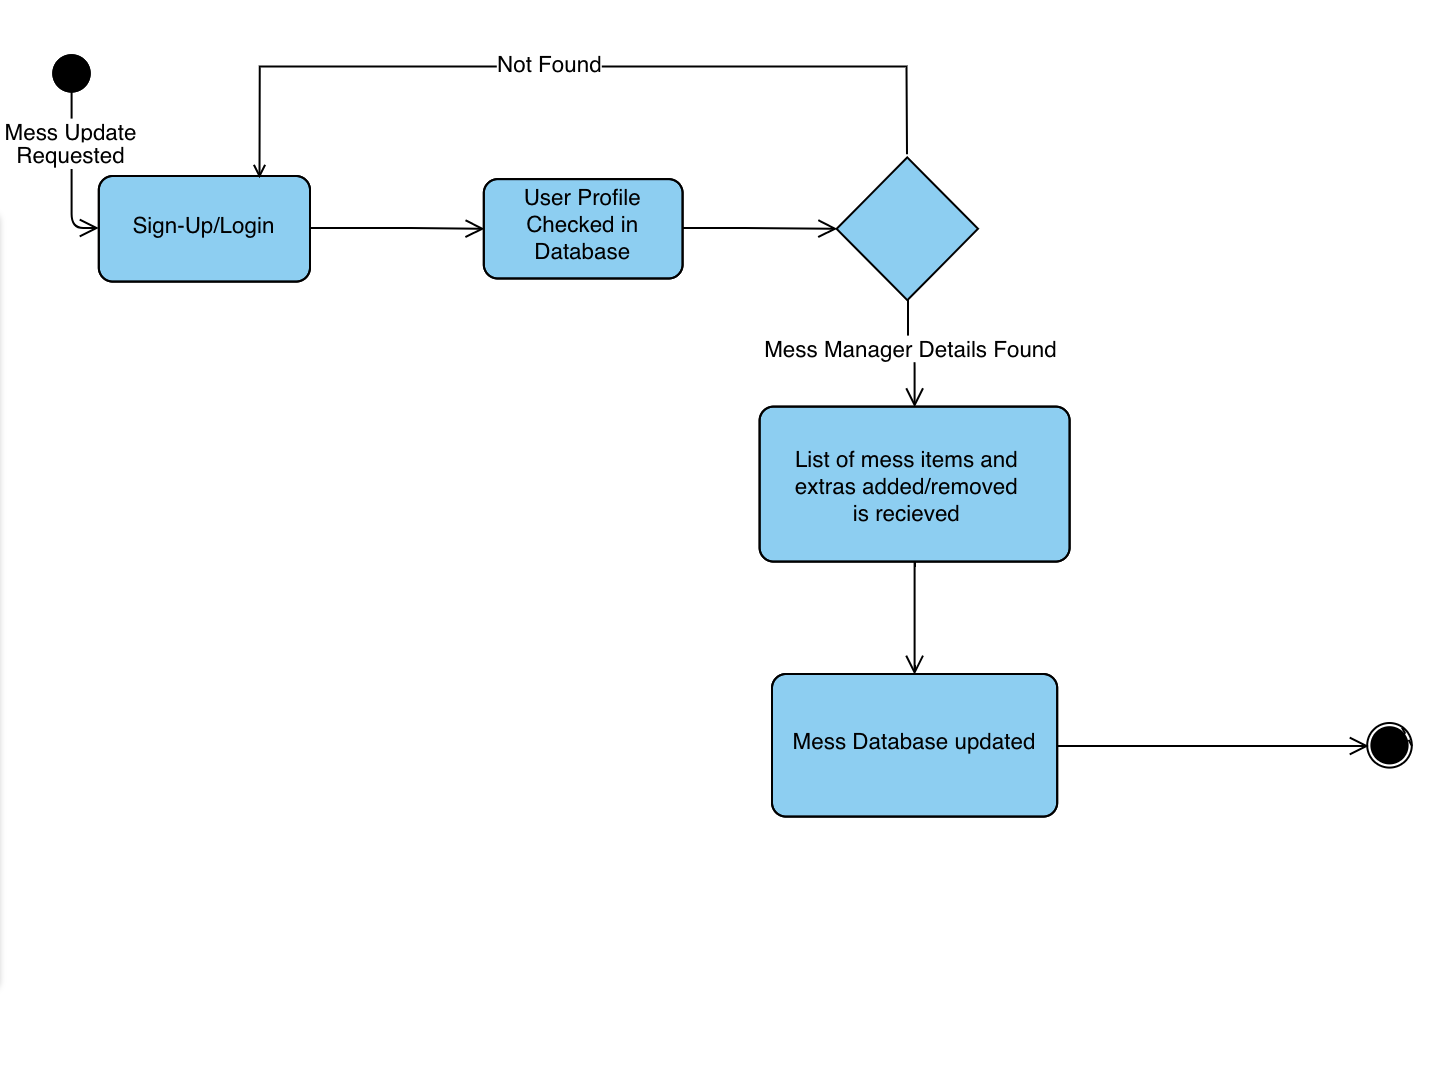 Not Found
Mess Update
Requested
Sign-Up/Login
User Profile
Checked in
Database
Mess Manager Details Found
List of mess items and
extras added/removed
is recieved
Mess Database updated